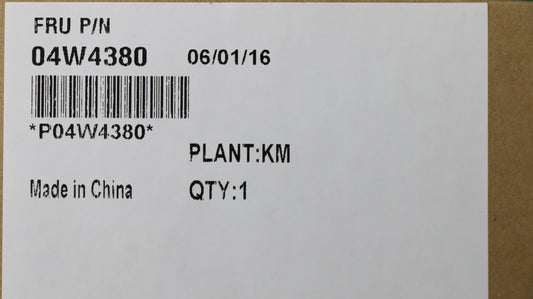 FRU P/N
04W4380 06/01/16
*P04W4380*
PLANT:KM
Made in China QTY:1